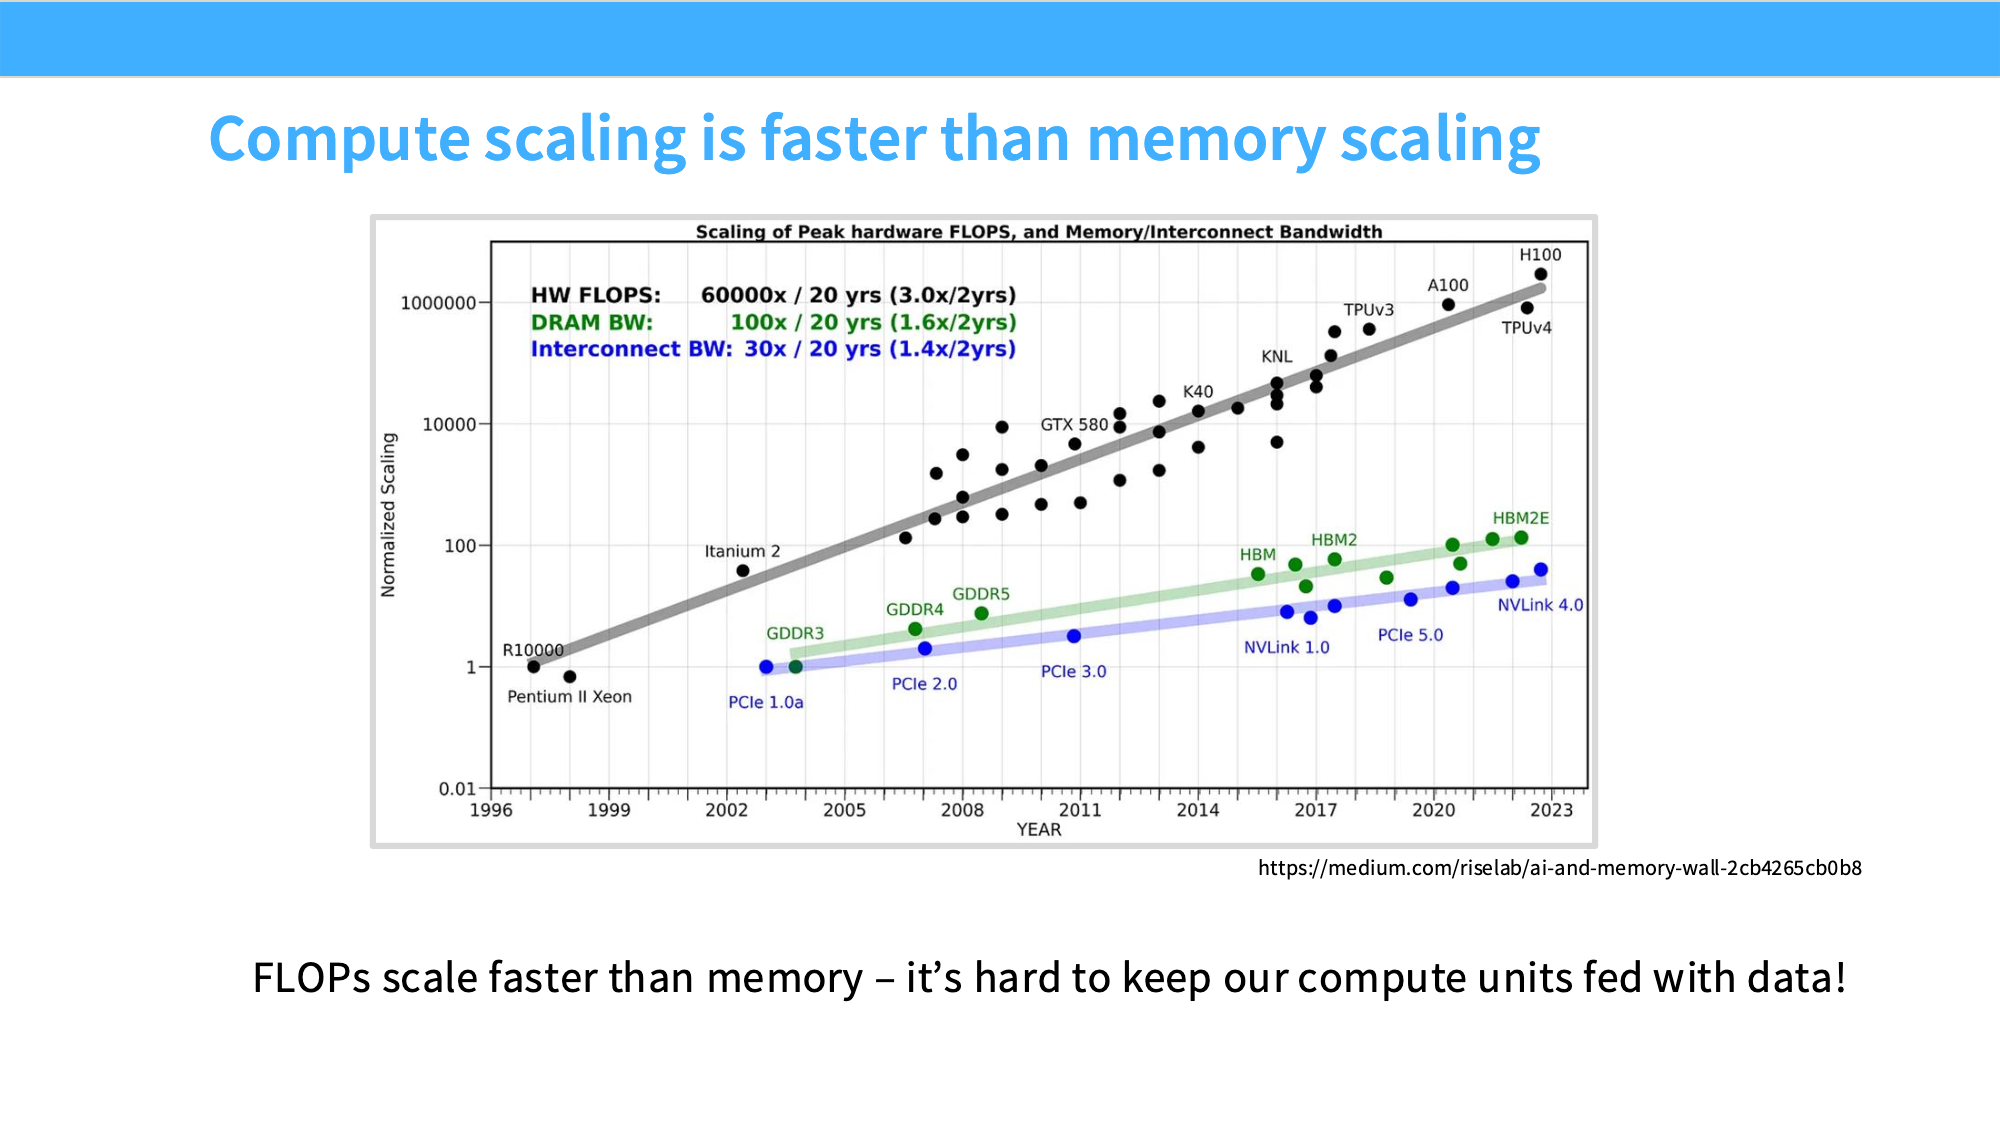 Compute scaling is faster than memory scaling
Scaling of Peak hardware FLOPS, and Memory/Interconnect Bandwidth
HW FLOPS: 60000x / 20 yrs (3.0x/2yrs)
DRAM BW: 100x / 20 yrs (1.6x/2yrs)
Interconnect BW: 30x / 20 yrs (1.4x/2yrs)
Normalized Scaling
1000000
10000
100
1
0.01
R10000
Pentium II Xeon
Itanium 2
GTX 580
K40
KNL
TPUv3
A100
H100
TPUv4
GDDR3
GDDR4
GDDR5
HBM
HBM2
HBM2E
PCIe 1.0a
PCIe 2.0
PCIe 3.0
NVLink 1.0
PCIe 5.0
NVLink 4.0
1996 1999 2002 2005 2008 2011 2014 2017 2020 2023
YEAR
https://medium.com/riselab/ai-and-memory-wall-2cb4265cb0b8
FLOPs scale faster than memory – it’s hard to keep our compute units fed with data!